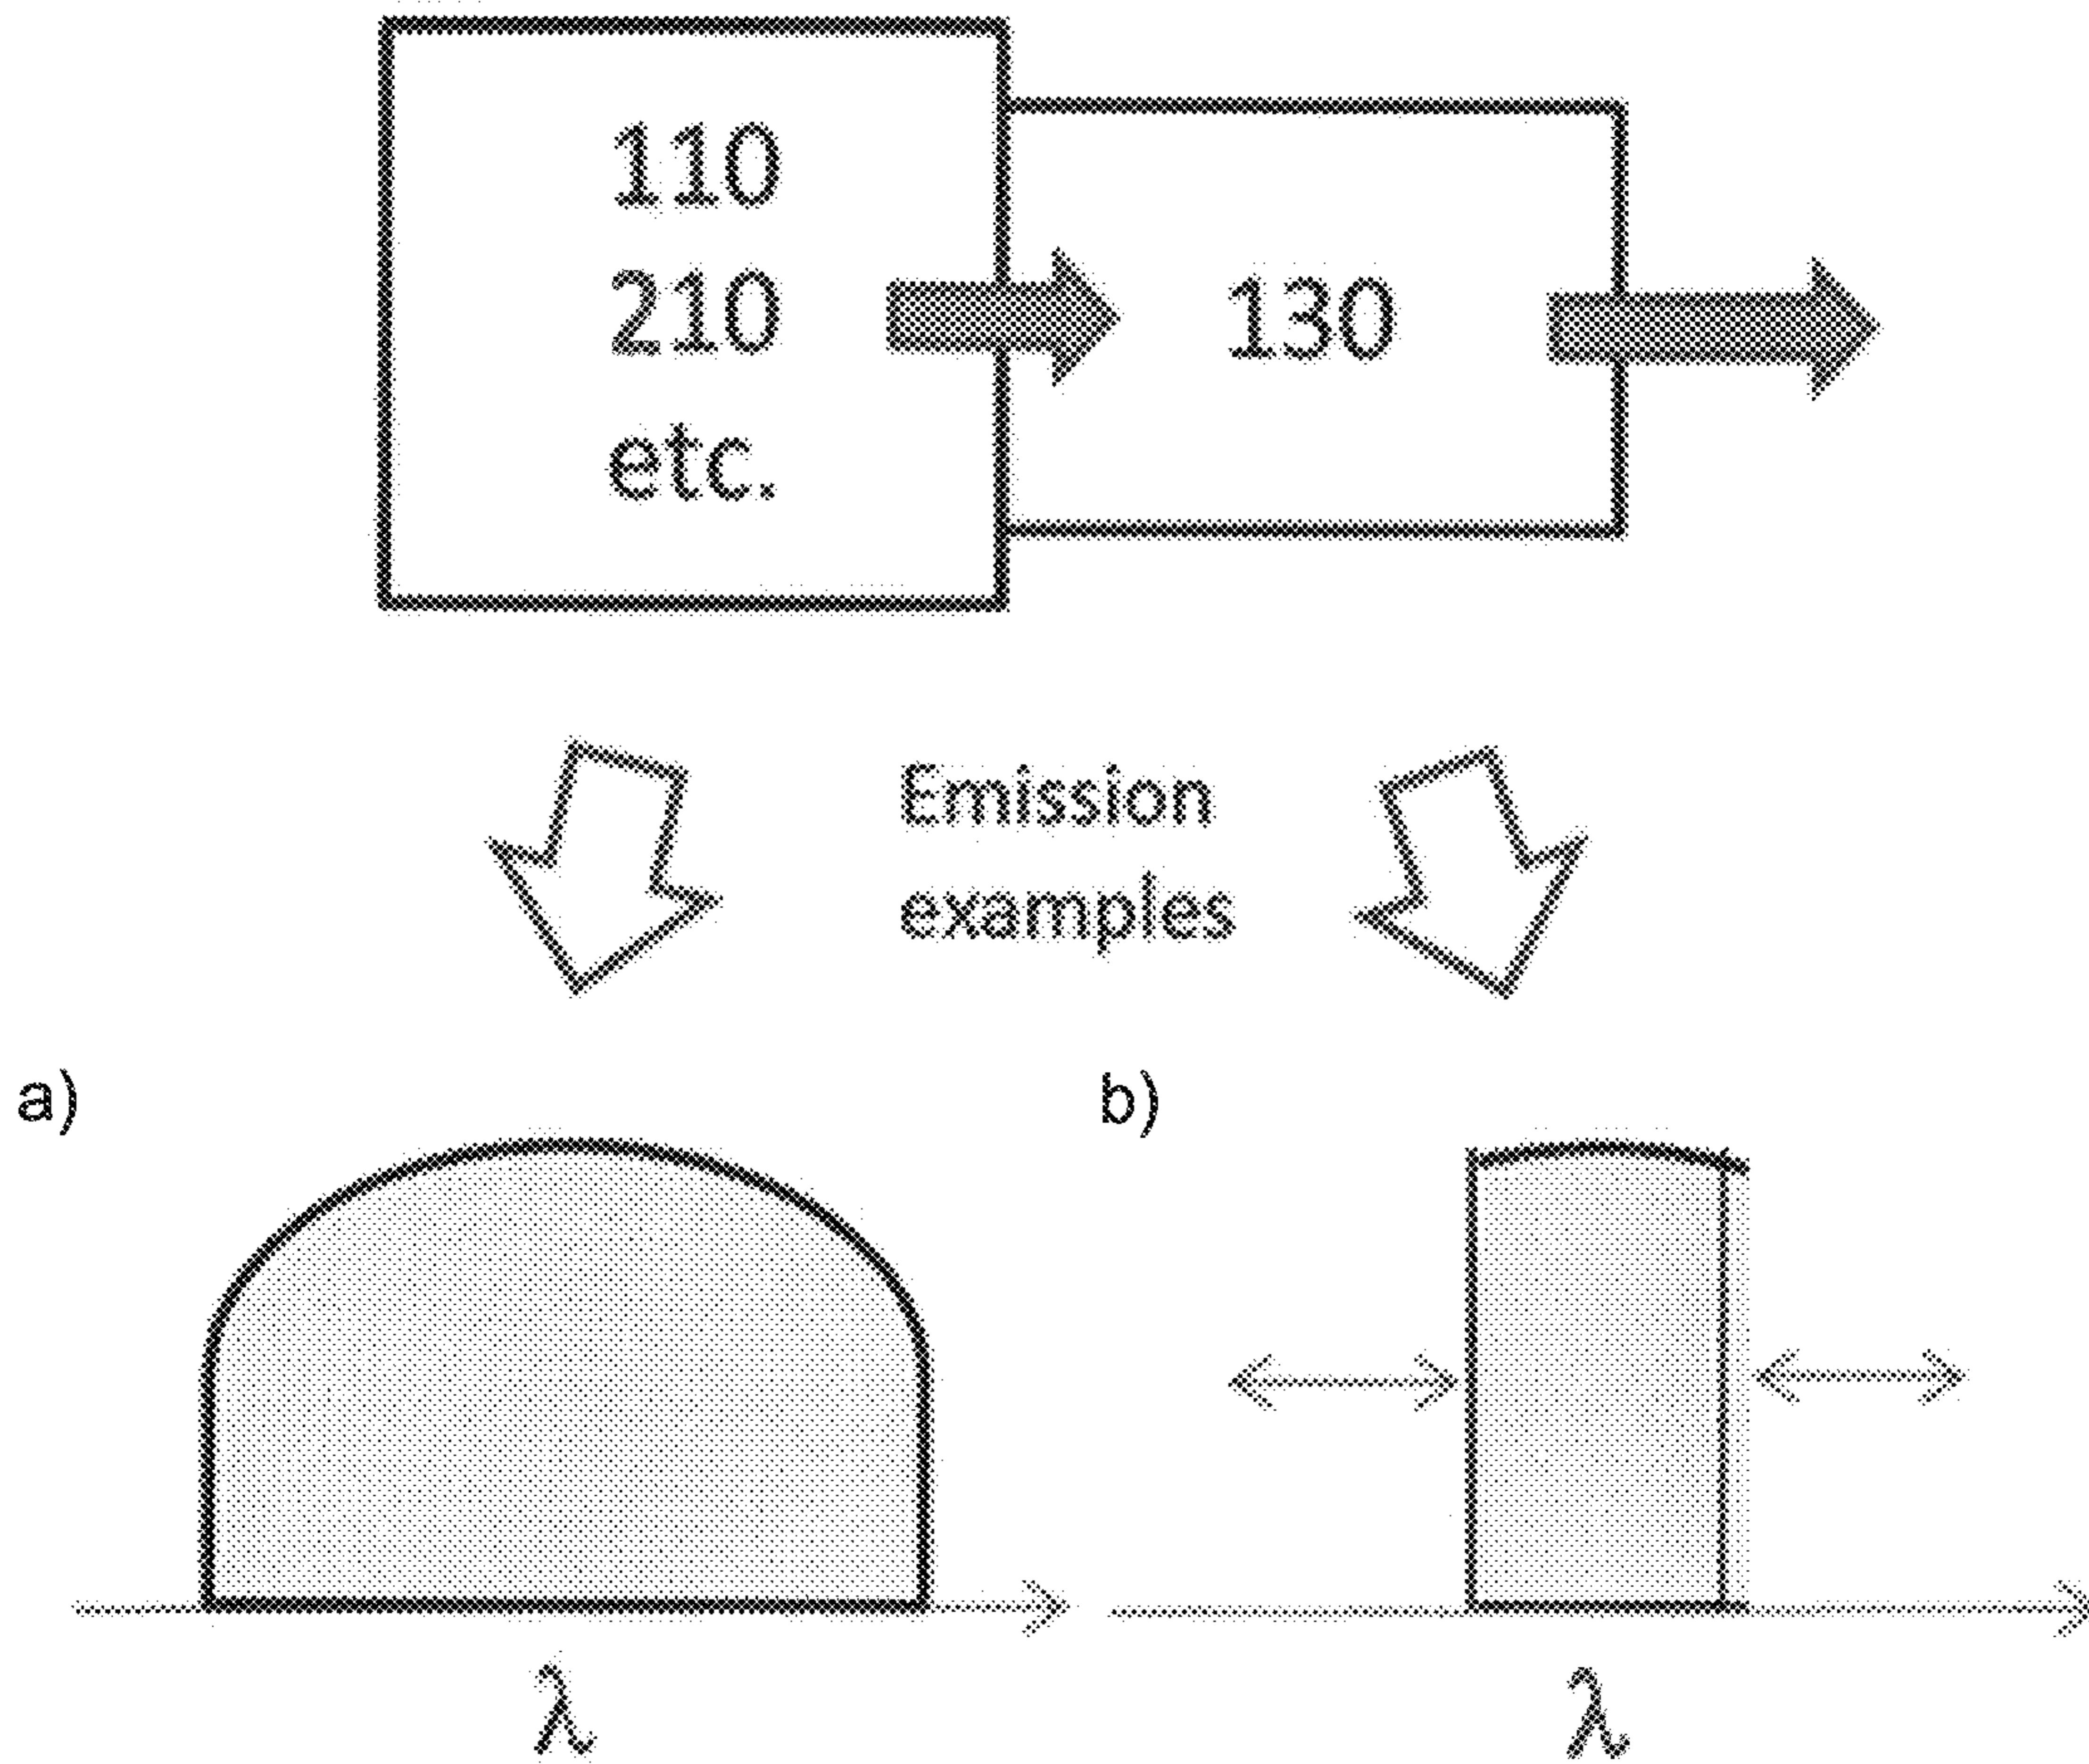 110
210
etc.
130
Emission
examples
a)
b)
λ
λ